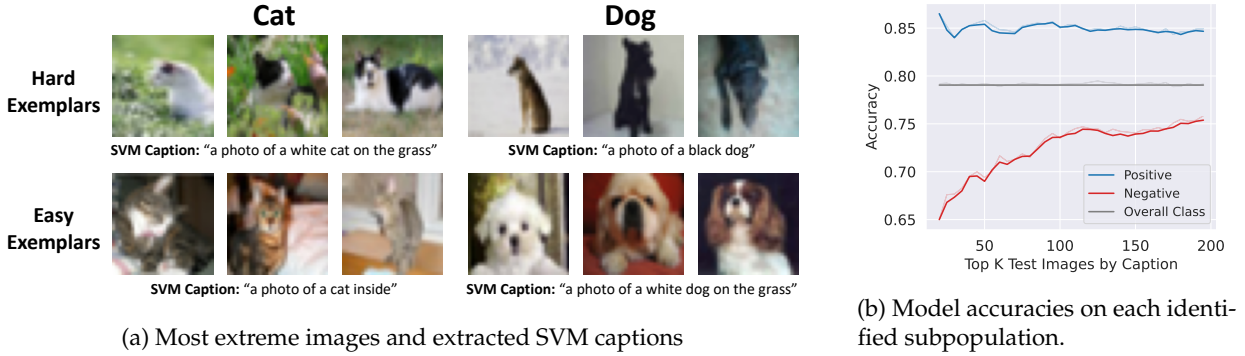 Cat
Dog
Hard
Exemplars
SVM Caption: “a photo of a white cat on the grass”
SVM Caption: “a photo of a black dog”
Easy
Exemplars
SVM Caption: “a photo of a cat inside”
SVM Caption: “a photo of a white dog on the grass”
(a) Most extreme images and extracted SVM captions
Accuracy
0.85
0.80
0.75
0.70
0.65
Positive
Negative
Overall Class
50
100
150
200
Top K Test Images by Caption
(b) Model accuracies on each identi-
fied subpopulation.